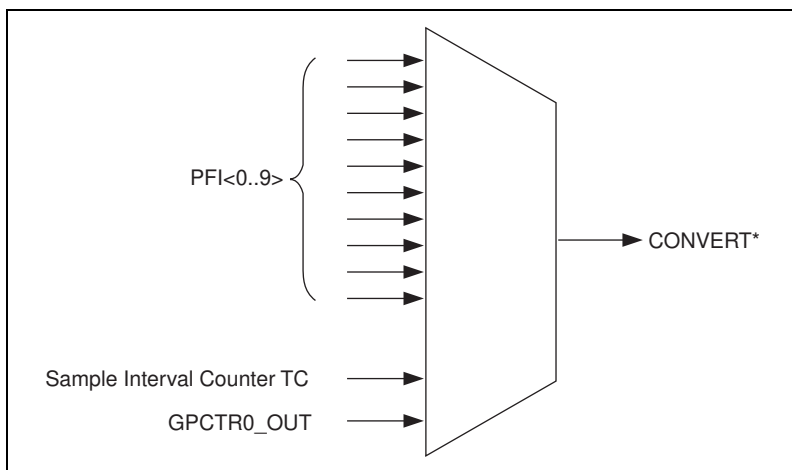 PFI<0..9>
CONVERT*
Sample Interval Counter TC
GPCTR0_OUT